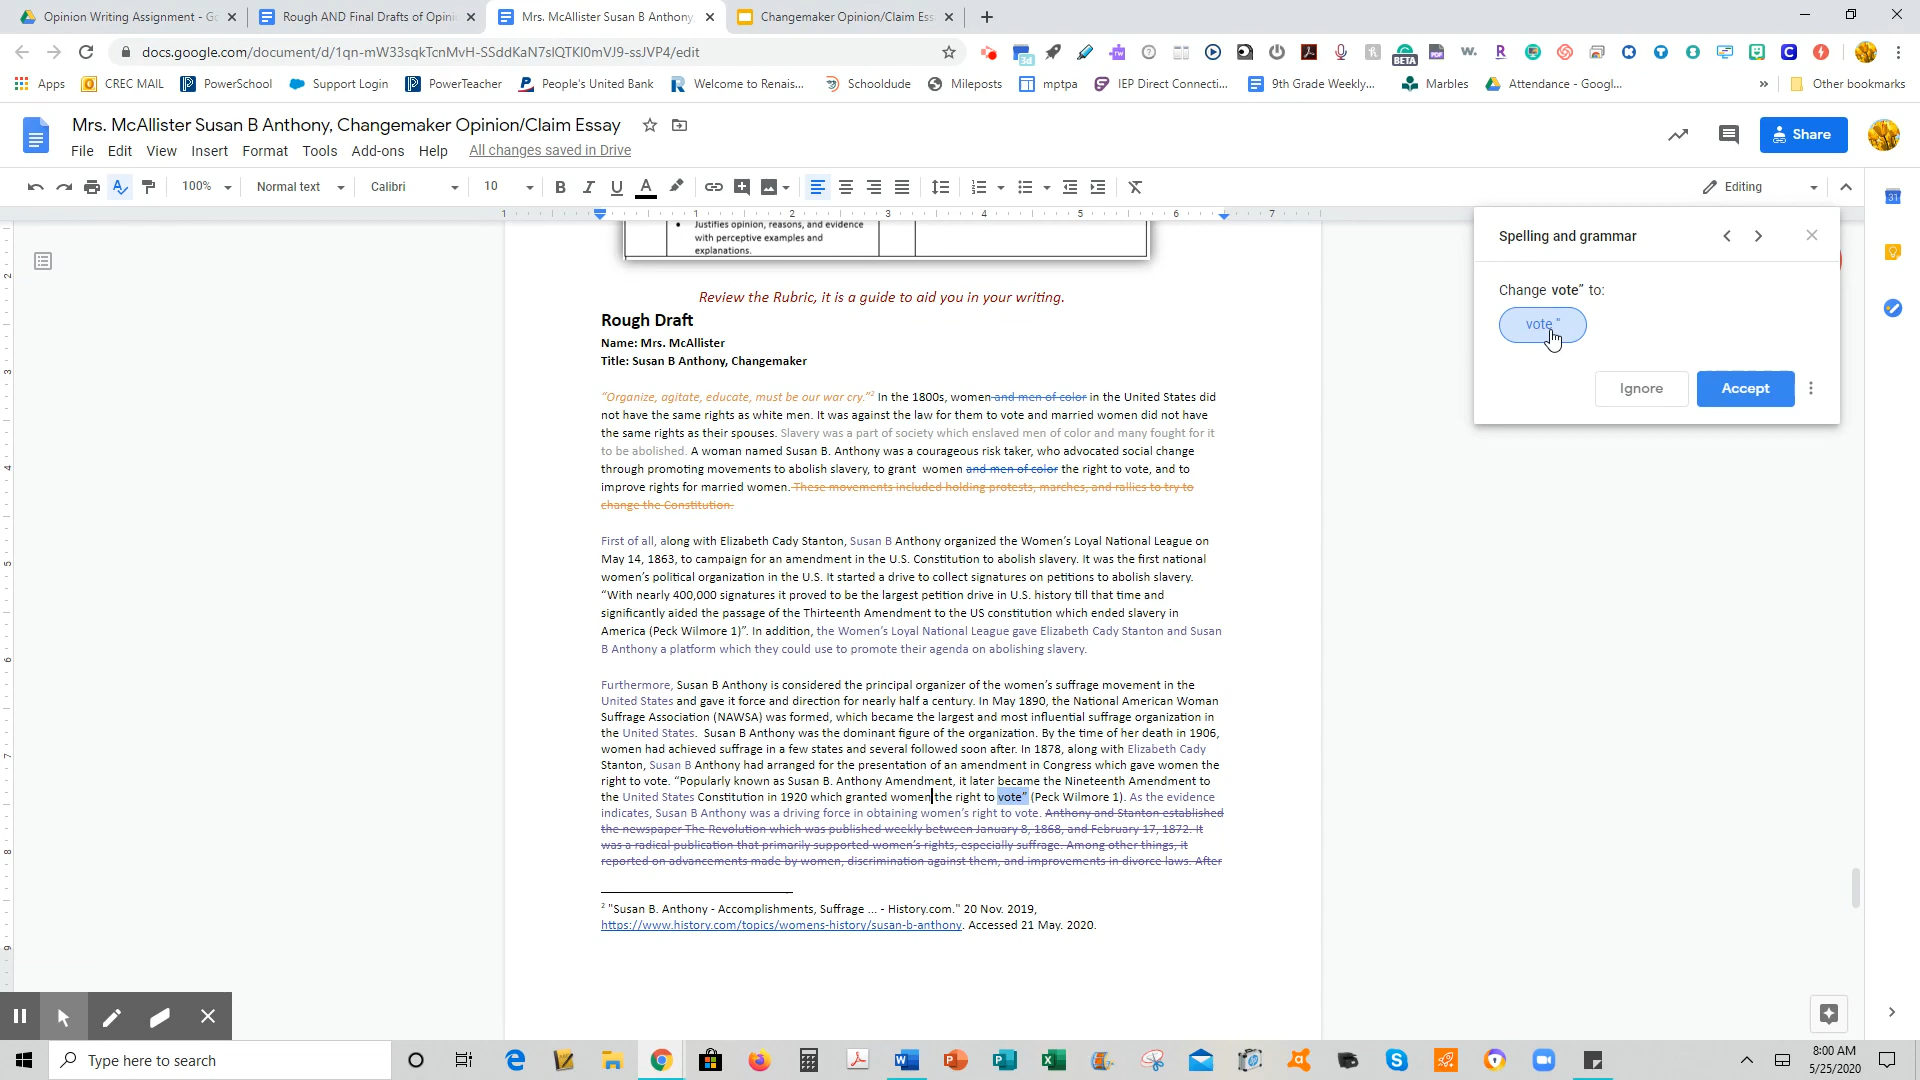 Opinion Writing Assignment - Go
Rough AND Final Drafts of Opini
Mrs. McAllister Susan B Anthony,
Changemaker Opinion/Claim Ess
docs.google.com/document/d/1qn-mW33sqkTcnMvH-SSddKaN7slQTKl0mVJ9-ssJVP4/edit
Apps
CREC MAIL
PowerSchool
Support Login
PowerTeacher
People's United Bank
Welcome to Renais...
Schooldude
Mileposts
mptpa
IEP Direct Connecti...
9th Grade Weekly...
Marbles
Attendance - Googl...
»
Other bookmarks
Mrs. McAllister Susan B Anthony, Changemaker Opinion/Claim Essay
Share
File Edit View Insert Format Tools Add-ons Help All changes saved in Drive
100% Normal text Calibri 10 B I U A Editing
1 1 2 3 4 5 6 7
Spelling and grammar
Change vote” to:
vote.”
Ignore
Accept
• Justifies opinion, reasons, and evidence
with perceptive examples and
explanations.
Review the Rubric, it is a guide to aid you in your writing.
Rough Draft
Name: Mrs. McAllister
Title: Susan B Anthony, Changemaker
“Organize, agitate, educate, must be our war cry.”2 In the 1800s, women and men of color in the United States did
not have the same rights as white men. It was against the law for them to vote and married women did not have
the same rights as their spouses. Slavery was a part of society which enslaved men of color and many fought for it
to be abolished. A woman named Susan B. Anthony was a courageous risk taker, who advocated social change
through promoting movements to abolish slavery, to grant  women and men of color the right to vote, and to
improve rights for married women. These movements included holding protests, marches, and rallies to try to
change the Constitution.
First of all, along with Elizabeth Cady Stanton, Susan B Anthony organized the Women’s Loyal National League on
May 14, 1863, to campaign for an amendment in the U.S. Constitution to abolish slavery. It was the first national
women’s political organization in the U.S. It started a drive to collect signatures on petitions to abolish slavery.
“With nearly 400,000 signatures it proved to be the largest petition drive in U.S. history till that time and
significantly aided the passage of the Thirteenth Amendment to the US constitution which ended slavery in
America (Peck Wilmore 1)”. In addition, the Women’s Loyal National League gave Elizabeth Cady Stanton and Susan
B Anthony a platform which they could use to promote their agenda on abolishing slavery.
Furthermore, Susan B Anthony is considered the principal organizer of the women’s suffrage movement in the
United States and gave it force and direction for nearly half a century. In May 1890, the National American Woman
Suffrage Association (NAWSA) was formed, which became the largest and most influential suffrage organization in
the United States.  Susan B Anthony was the dominant figure of the organization. By the time of her death in 1906,
women had achieved suffrage in a few states and several followed soon after. In 1878, along with Elizabeth Cady
Stanton, Susan B Anthony had arranged for the presentation of an amendment in Congress which gave women the
right to vote. “Popularly known as Susan B. Anthony Amendment, it later became the Nineteenth Amendment to
the United States Constitution in 1920 which granted women the right to vote” (Peck Wilmore 1). As the evidence
indicates, Susan B Anthony was a driving force in obtaining women’s right to vote. Anthony and Stanton established
the newspaper The Revolution which was published weekly between January 8, 1868, and February 17, 1872. It
was a radical publication that primarily supported women’s rights, especially suffrage. Among other things, it
reported on advancements made by women, discrimination against them, and improvements in divorce laws. After
2 "Susan B. Anthony - Accomplishments, Suffrage ... - History.com." 20 Nov. 2019,
https://www.history.com/topics/womens-history/susan-b-anthony. Accessed 21 May. 2020.
Type here to search
8:00 AM
5/25/2020